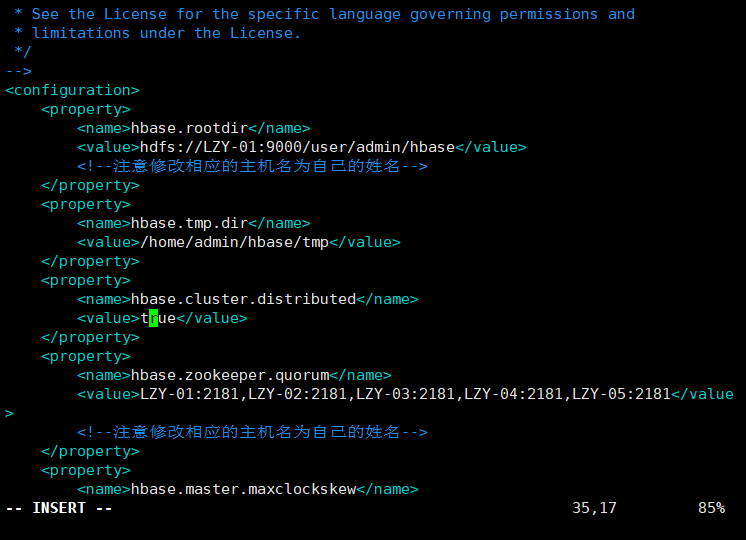 * See the License for the specific language governing permissions and
 * limitations under the License.
 */
-->
<configuration>
    <property>
        <name>hbase.rootdir</name>
        <value>hdfs://LZY-01:9000/user/admin/hbase</value>
        <!--注意修改相应的主机名为自己的姓名-->
    </property>
    <property>
        <name>hbase.tmp.dir</name>
        <value>/home/admin/hbase/tmp</value>
    </property>
    <property>
        <name>hbase.cluster.distributed</name>
        <value>true</value>
    </property>
    <property>
        <name>hbase.zookeeper.quorum</name>
        <value>LZY-01:2181,LZY-02:2181,LZY-03:2181,LZY-04:2181,LZY-05:2181</value
>
        <!--注意修改相应的主机名为自己的姓名-->
    </property>
    <property>
        <name>hbase.master.maxclockskew</name>
-- INSERT -- 35,17 85%